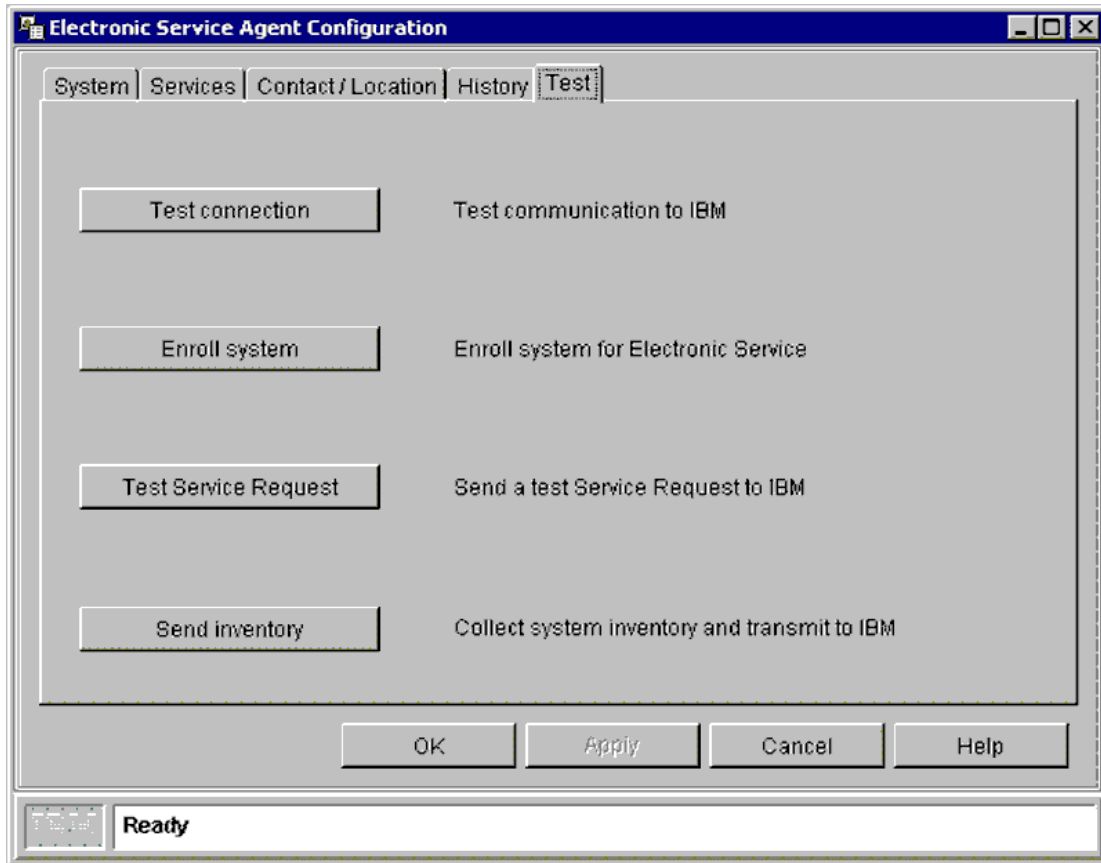 Electronic Service Agent Configuration
System Services Contact / Location History Test
Test connection Test communication to IBM
Enroll system Enroll system for Electronic Service
Test Service Request Send a test Service Request to IBM
Send inventory Collect system inventory and transmit to IBM
OK Apply Cancel Help
Ready